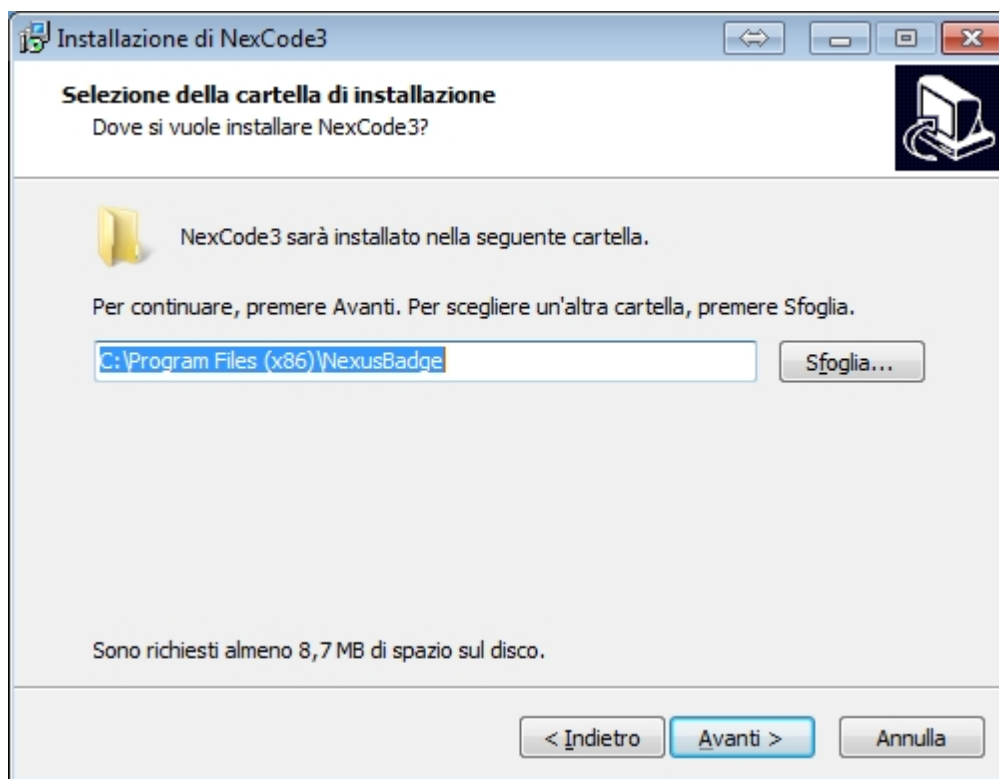 Installazione di NexCode3
Selezione della cartella di installazione
Dove si vuole installare NexCode3?
NexCode3 sarà installato nella seguente cartella.
Per continuare, premere Avanti. Per scegliere un'altra cartella, premere Sfoglia.
C:\Program Files (x86)\NexusBadge
Sfoglia...
Sono richiesti almeno 8,7 MB di spazio sul disco.
< Indietro
Avanti >
Annulla